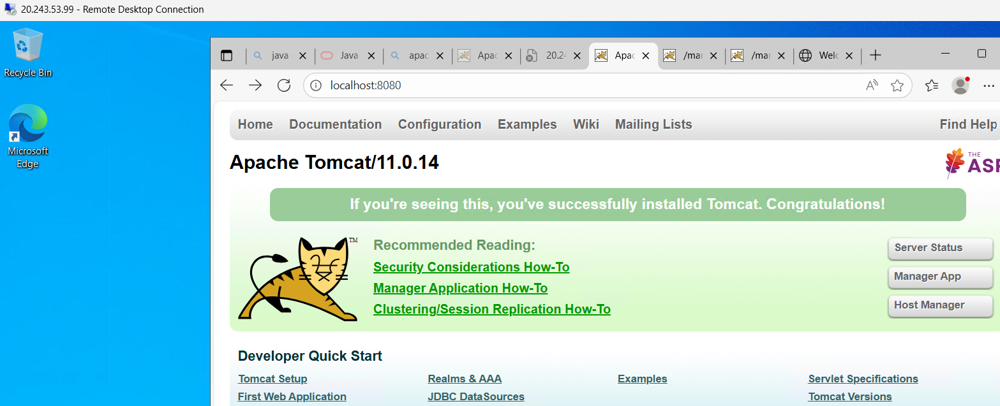 20.243.53.99 - Remote Desktop Connection
Recycle Bin
Microsoft
Edge
java
Java
apac
Apac
20.24
Apac
/mar
/mar
Welc
localhost:8080
Home Documentation Configuration Examples Wiki Mailing Lists Find Help
Apache Tomcat/11.0.14
THE
ASF
If you're seeing this, you've successfully installed Tomcat. Congratulations!
TM
Recommended Reading:
Security Considerations How-To
Manager Application How-To
Clustering/Session Replication How-To
Server Status
Manager App
Host Manager
Developer Quick Start
Tomcat Setup Realms & AAA Examples Servlet Specifications
First Web Application JDBC DataSources Tomcat Versions